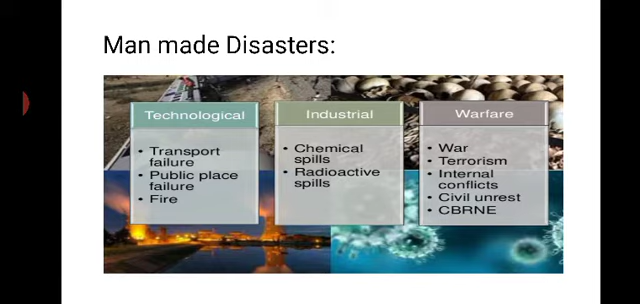 Man made Disasters:
Technological
• Transport
failure
• Public place
failure
• Fire
Industrial
• Chemical
spills
• Radioactive
spills
Warfare
• War
• Terrorism
• Internal
conflicts
• Civil unrest
• CBRNE